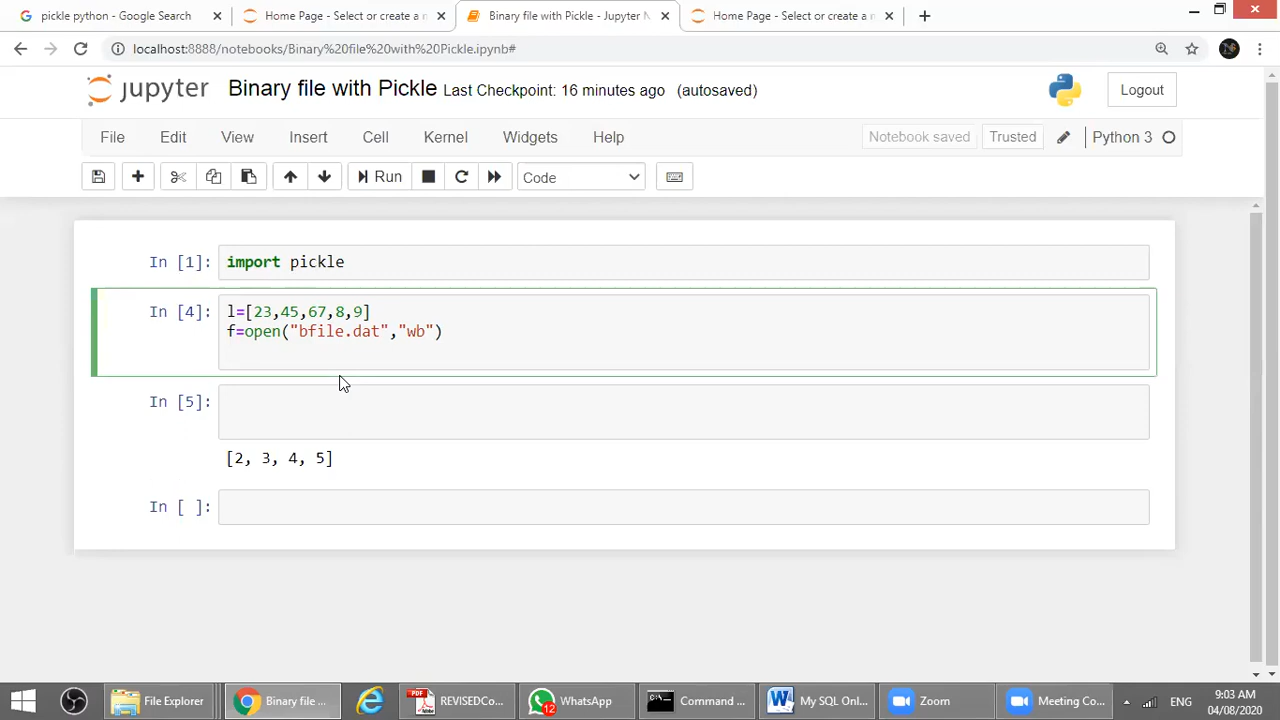 pickle python - Google Search
Home Page - Select or create a n
Binary file with Pickle - Jupyter N
Home Page - Select or create a n
localhost:8888/notebooks/Binary%20file%20with%20Pickle.ipynb#
jupyter
Binary file with Pickle Last Checkpoint: 16 minutes ago (autosaved)
Logout
File Edit View Insert Cell Kernel Widgets Help
Notebook saved Trusted Python 3
Run Code
In [1]: import pickle
In [4]: l=[23,45,67,8,9]
f=open("bfile.dat","wb")
In [5]:
[2, 3, 4, 5]
In [ ]:
File Explorer
Binary file ...
REVISEDCo...
12
WhatsApp
Command ...
My SQL Onl...
Zoom
Meeting Co...
ENG
9:03 AM
04/08/2020